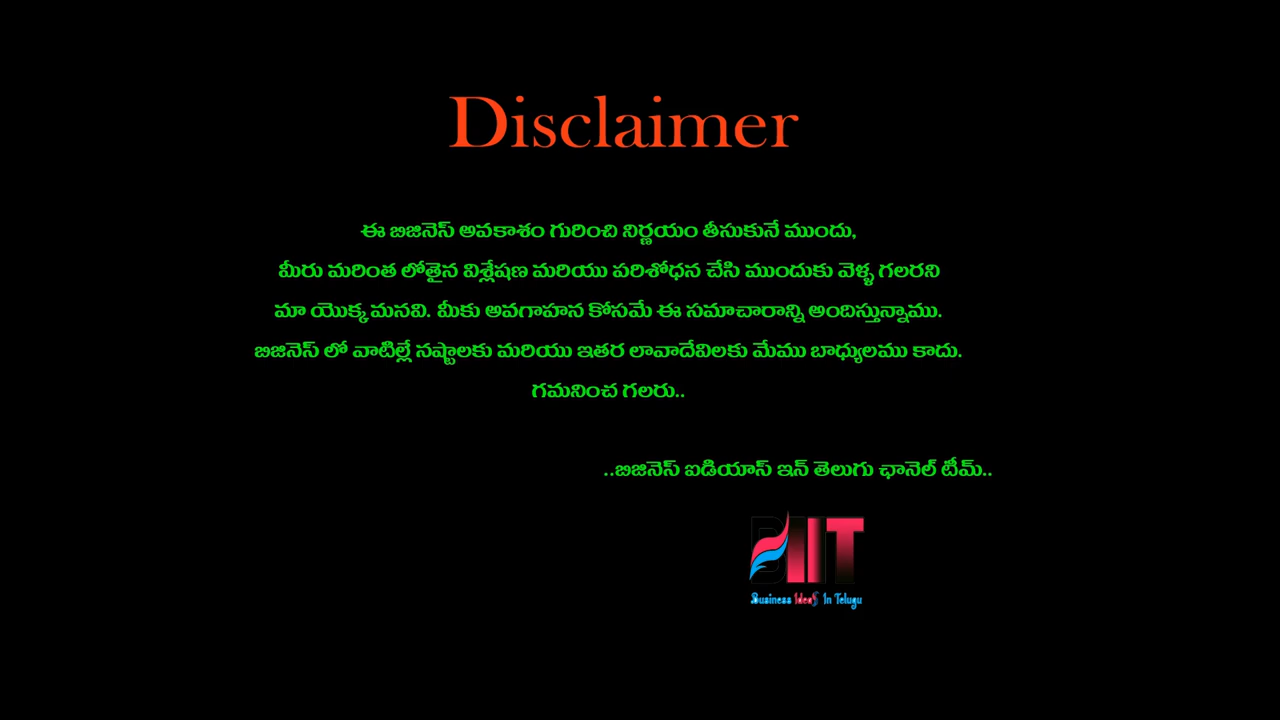 Disclaimer
ఈ బిజినెస్ అవకాశం గురించి నిర్ణయం తీసుకునే ముందు,
మీరు మరింత లోతైన విశ్లేషణ మరియు పరిశోధన చేసి ముందుకు వెళ్ళ గలరని
మా యొక్క మనవి. మీకు అవగాహన కోసమే ఈ సమాచారాన్ని అందిస్తున్నాము.
బిజినెస్ లో వాటిల్లే నష్టాలకు మరియు ఇతర లావాదేవిలకు మేము బాధ్యులము కాదు.
గమనించ గలరు..
..బిజినెస్ ఐడియాస్ ఇన్ తెలుగు ఛానెల్ టీమ్..
BIIT
Business IdeaS In Telugu